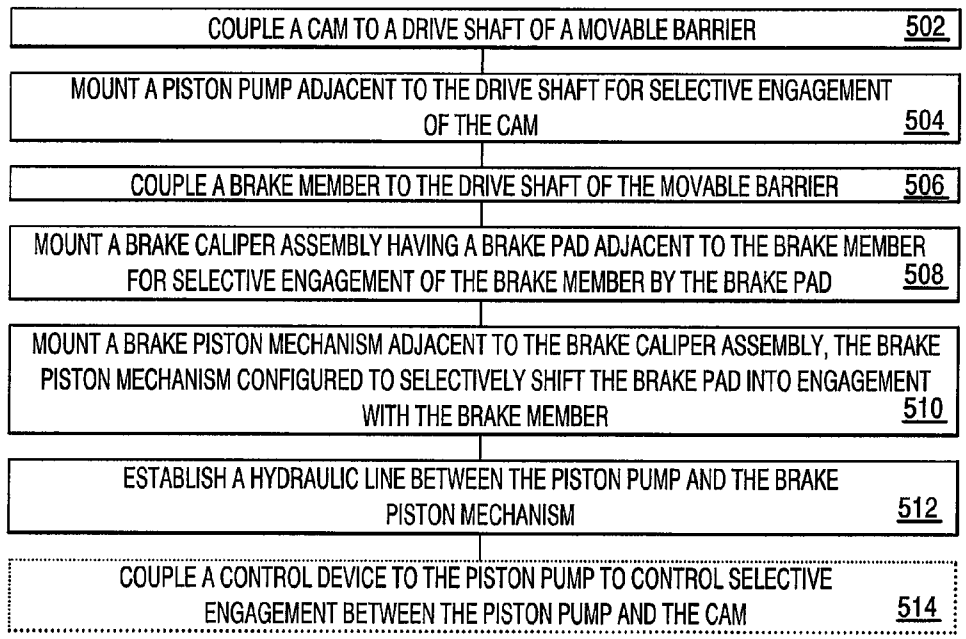 COUPLE A CAM TO A DRIVE SHAFT OF A MOVABLE BARRIER 502
MOUNT A PISTON PUMP ADJACENT TO THE DRIVE SHAFT FOR SELECTIVE ENGAGEMENT
OF THE CAM 504
COUPLE A BRAKE MEMBER TO THE DRIVE SHAFT OF THE MOVABLE BARRIER 506
MOUNT A BRAKE CALIPER ASSEMBLY HAVING A BRAKE PAD ADJACENT TO THE BRAKE MEMBER
FOR SELECTIVE ENGAGEMENT OF THE BRAKE MEMBER BY THE BRAKE PAD 508
MOUNT A BRAKE PISTON MECHANISM ADJACENT TO THE BRAKE CALIPER ASSEMBLY, THE BRAKE
PISTON MECHANISM CONFIGURED TO SELECTIVELY SHIFT THE BRAKE PAD INTO ENGAGEMENT
WITH THE BRAKE MEMBER 510
ESTABLISH A HYDRAULIC LINE BETWEEN THE PISTON PUMP AND THE BRAKE
PISTON MECHANISM 512
COUPLE A CONTROL DEVICE TO THE PISTON PUMP TO CONTROL SELECTIVE
ENGAGEMENT BETWEEN THE PISTON PUMP AND THE CAM 514